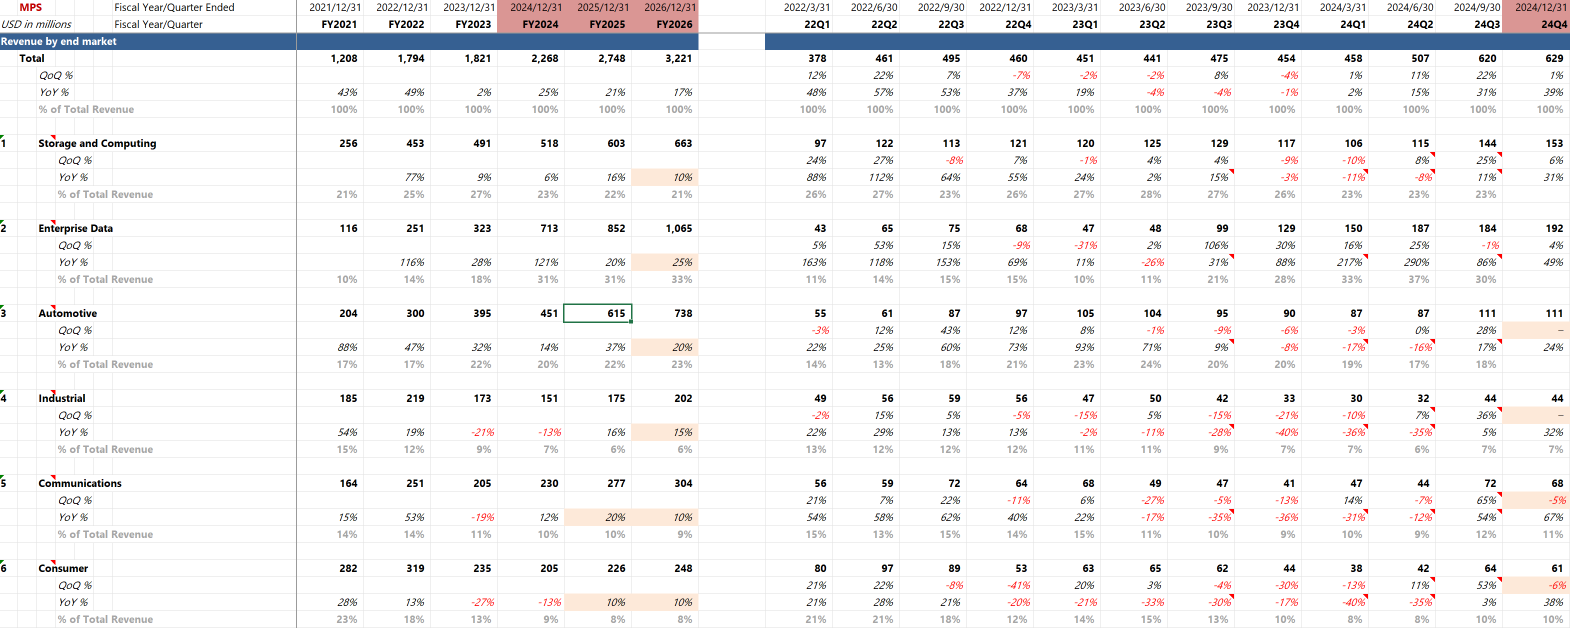 MPS Fiscal Year/Quarter Ended 2021/12/31 2022/12/31 2023/12/31 2024/12/31 2025/12/31 2026/12/31 2022/3/31 2022/6/30 2022/9/30 2022/12/31 2023/3/31 2023/6/30 2023/9/30 2023/12/31 2024/3/31 2024/6/30 2024/9/30 2024/12/31
USD in millions Fiscal Year/Quarter FY2021 FY2022 FY2023 FY2024 FY2025 FY2026 22Q1 22Q2 22Q3 22Q4 23Q1 23Q2 23Q3 23Q4 24Q1 24Q2 24Q3 24Q4
Revenue by end market
Total 1,208 1,794 1,821 2,268 2,748 3,221 378 461 495 460 451 441 475 454 458 507 620 629
QoQ % 12% 22% 7% -7% -2% -2% 8% -4% 1% 11% 22% 1%
YoY % 43% 49% 2% 25% 21% 17% 48% 57% 53% 37% 19% -4% -4% -1% 2% 15% 31% 39%
% of Total Revenue 100% 100% 100% 100% 100% 100% 100% 100% 100% 100% 100% 100% 100% 100% 100% 100% 100% 100%
1 Storage and Computing 256 453 491 518 603 663 97 122 113 121 120 125 129 117 106 115 144 153
QoQ % 24% 27% -8% 7% -1% 4% 4% -9% -10% 8% 25% 6%
YoY % 77% 9% 6% 16% 10% 88% 112% 64% 55% 24% 2% 15% -3% -11% -8% 11% 31%
% of Total Revenue 21% 25% 27% 23% 22% 21% 26% 27% 23% 26% 27% 28% 27% 26% 23% 23% 23%
2 Enterprise Data 116 251 323 713 852 1,065 43 65 75 68 47 48 99 129 150 187 184 192
QoQ % 5% 53% 15% -9% -31% 2% 106% 30% 16% 25% -1% 4%
YoY % 116% 28% 121% 20% 25% 163% 118% 153% 69% 11% -26% 31% 88% 217% 290% 86% 49%
% of Total Revenue 10% 14% 18% 31% 31% 33% 11% 14% 15% 15% 10% 11% 21% 28% 33% 37% 30%
3 Automotive 204 300 395 451 615 738 55 61 87 97 105 104 95 90 87 87 111 111
QoQ % -3% 12% 43% 12% 8% -1% -9% -6% -3% 0% 28% –
YoY % 88% 47% 32% 14% 37% 20% 22% 25% 60% 73% 93% 71% 9% -8% -17% -16% 17% 24%
% of Total Revenue 17% 17% 22% 20% 22% 23% 14% 13% 18% 21% 23% 24% 20% 20% 19% 17% 18%
4 Industrial 185 219 173 151 175 202 49 56 59 56 47 50 42 33 30 32 44 44
QoQ % -2% 15% 5% -5% -15% 5% -15% -21% -10% 7% 36% –
YoY % 54% 19% -21% -13% 16% 15% 22% 29% 13% 13% -2% -11% -28% -40% -36% -35% 5% 32%
% of Total Revenue 15% 12% 9% 7% 6% 6% 13% 12% 12% 12% 11% 11% 9% 7% 7% 6% 7% 7%
5 Communications 164 251 205 230 277 304 56 59 72 64 68 49 47 41 47 44 72 68
QoQ % 21% 7% 22% -11% 6% -27% -5% -13% 14% -7% 65% -5%
YoY % 15% 53% -19% 12% 20% 10% 54% 58% 62% 40% 22% -17% -35% -36% -31% -12% 54% 67%
% of Total Revenue 14% 14% 11% 10% 10% 9% 15% 13% 15% 14% 15% 11% 10% 9% 10% 9% 12% 11%
6 Consumer 282 319 235 205 226 248 80 97 89 53 63 65 62 44 38 42 64 61
QoQ % 21% 22% -8% -41% 20% 3% -4% -30% -13% 11% 53% -6%
YoY % 28% 13% -27% -13% 10% 10% 21% 28% 21% -20% -21% -33% -30% -17% -40% -35% 3% 38%
% of Total Revenue 23% 18% 13% 9% 8% 8% 21% 21% 18% 12% 14% 15% 13% 10% 8% 8% 10% 10%